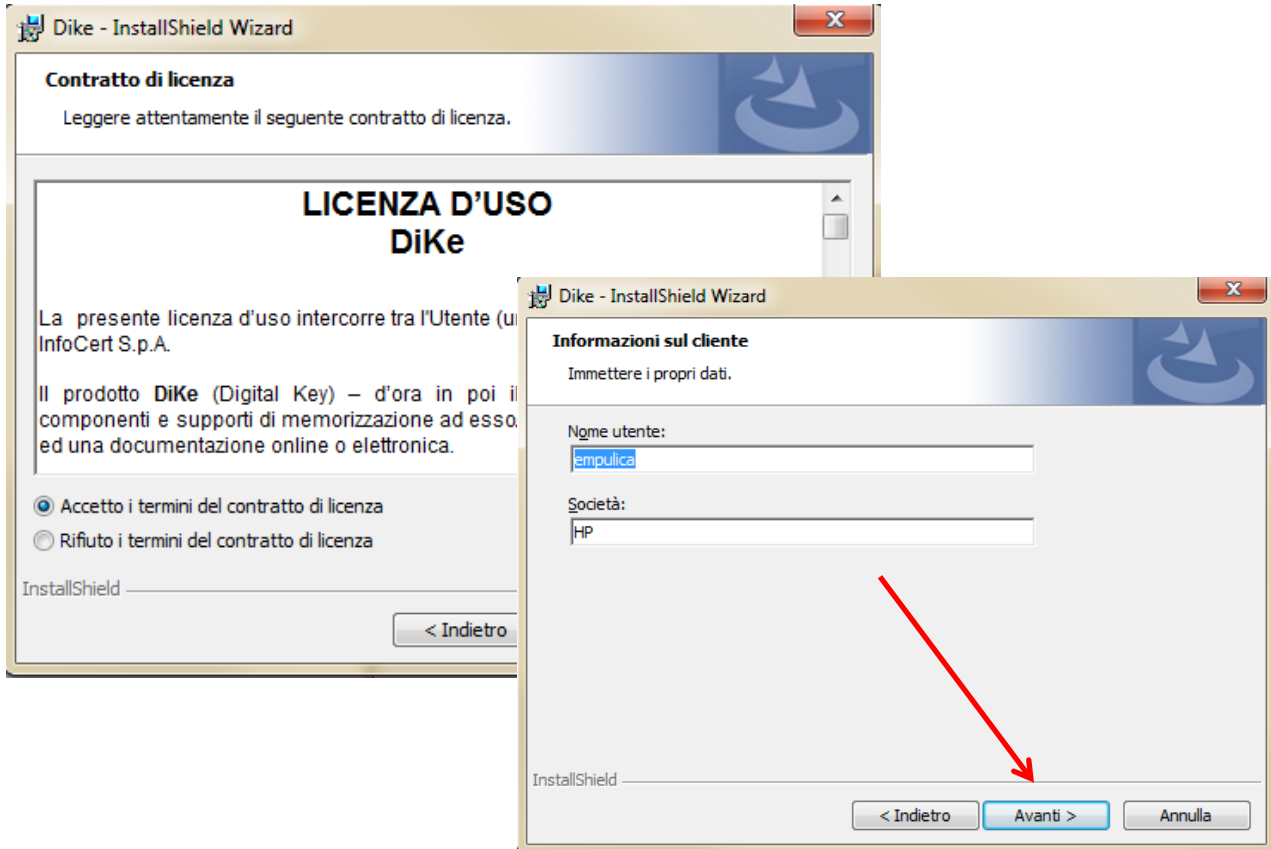 Dike - InstallShield Wizard
Contratto di licenza
Leggere attentamente il seguente contratto di licenza.
LICENZA D'USO
DiKe
La presente licenza d'uso intercorre tra l'Utente
InfoCert S.p.A.
Il prodotto DiKe (Digital Key) – d'ora in poi
componenti e supporti di memorizzazione ad esso
ed una documentazione online o elettronica.
Accetto i termini del contratto di licenza
Rifiuto i termini del contratto di licenza
InstallShield
< Indietro
Dike - InstallShield Wizard
Informazioni sul cliente
Immettere i propri dati.
Nome utente:
empulica
Società:
HP
InstallShield
< Indietro
Avanti >
Annulla